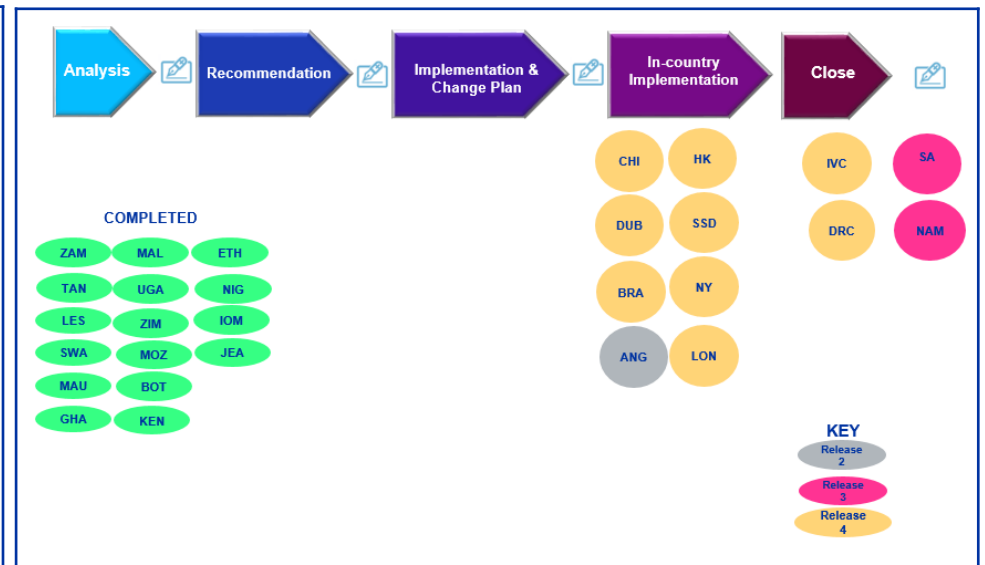 Analysis
Recommendation
Implementation &
Change Plan
In-country
Implementation
Close
CHI
HK
IVC
SA
DUB
SSD
DRC
NAM
BRA
NY
ANG
LON
COMPLETED
ZAM
MAL
ETH
TAN
UGA
NIG
LES
ZIM
IOM
SWA
MOZ
JEA
MAU
BOT
GHA
KEN
KEY
Release
2
Release
3
Release
4